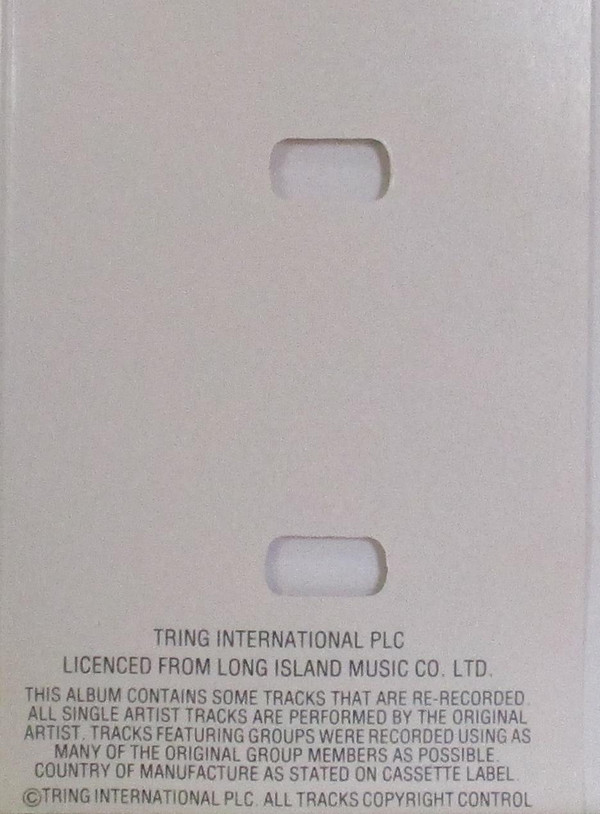 TRING INTERNATIONAL PLC
LICENCED FROM LONG ISLAND MUSIC CO. LTD.
THIS ALBUM CONTAINS SOME TRACKS THAT ARE RE-RECORDED.
ALL SINGLE ARTIST TRACKS ARE PERFORMED BY THE ORIGINAL
ARTIST. TRACKS FEATURING GROUPS WERE RECORDED USING AS
MANY OF THE ORIGINAL GROUP MEMBERS AS POSSIBLE.
COUNTRY OF MANUFACTURE AS STATED ON CASSETTE LABEL.
©TRING INTERNATIONAL PLC. ALL TRACKS COPYRIGHT CONTROL